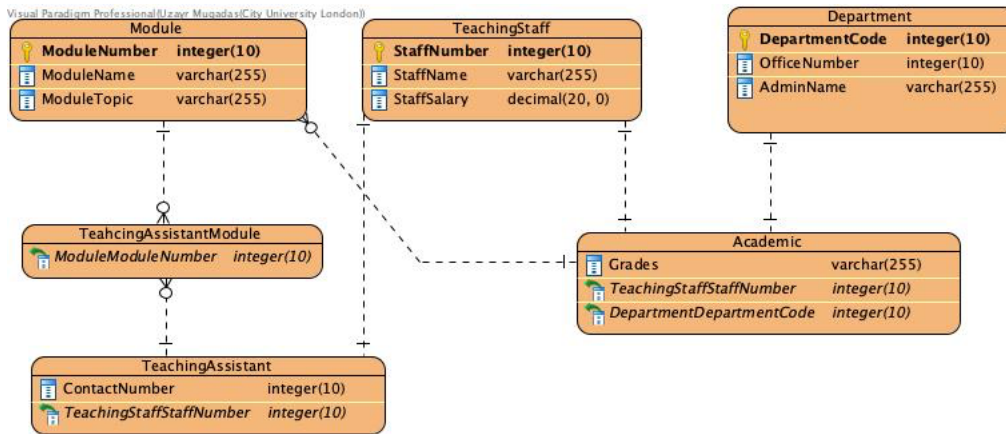 Visual Paradigm Professional(Uzayr Muqadas(City University London))
Module
ModuleNumber integer(10)
ModuleName varchar(255)
ModuleTopic varchar(255)
TeachingStaff
StaffNumber integer(10)
StaffName varchar(255)
StaffSalary decimal(20, 0)
Department
DepartmentCode integer(10)
OfficeNumber integer(10)
AdminName varchar(255)
TeahcingAssistantModule
ModuleModuleNumber integer(10)
Academic
Grades varchar(255)
TeachingStaffStaffNumber integer(10)
DepartmentDepartmentCode integer(10)
TeachingAssistant
ContactNumber integer(10)
TeachingStaffStaffNumber integer(10)